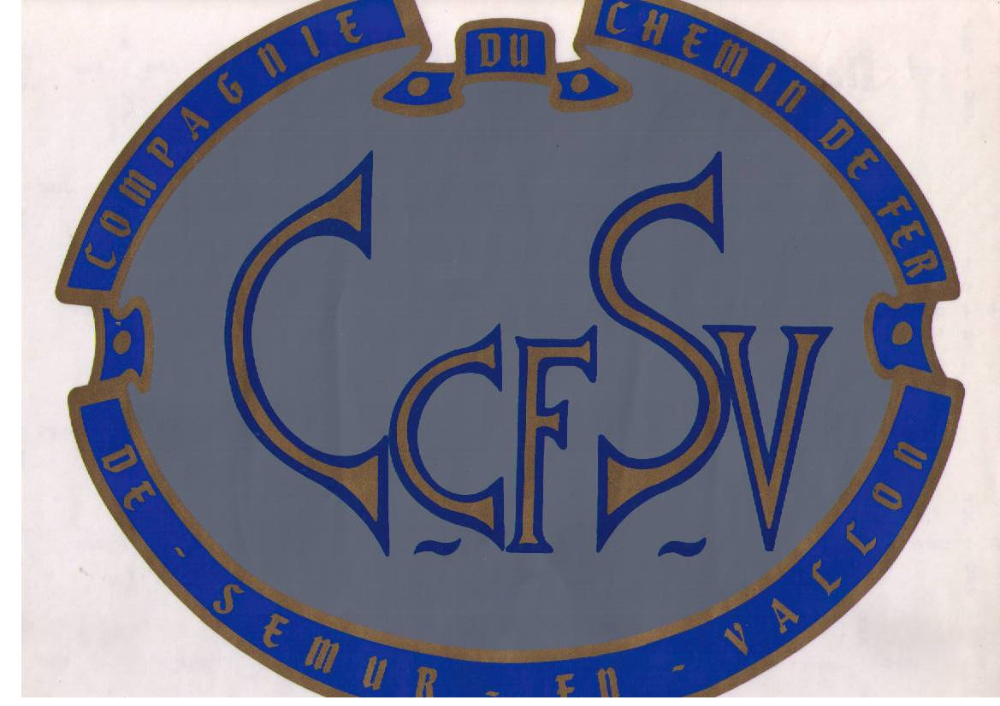 COMPAGNIE DU CHEMIN DE FER
CCFSV
DE - SEMUR - EN - VALLON